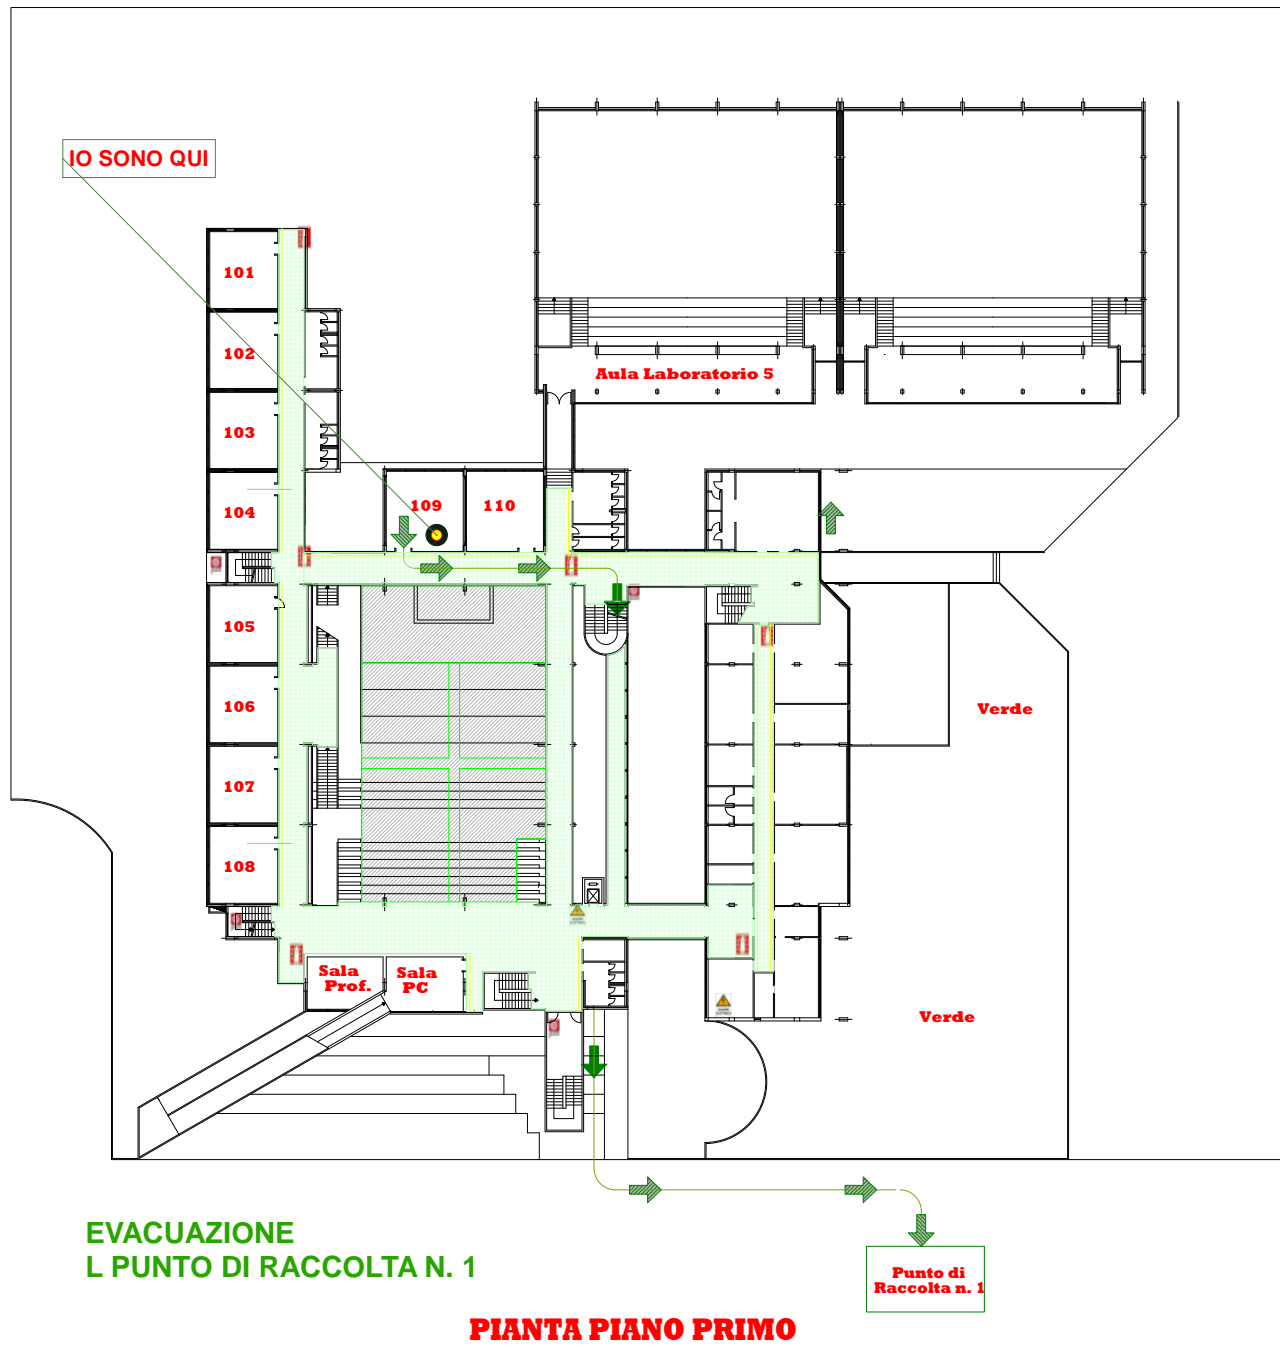 IO SONO QUI
101
102
Aula Laboratorio 5
103
104
109
110
105
106
Verde
107
108
Sala
Prof.
Sala
PC
Verde
EVACUAZIONE
L PUNTO DI RACCOLTA N. 1
Punto di
Raccolta n. 1
PIANTA PIANO PRIMO